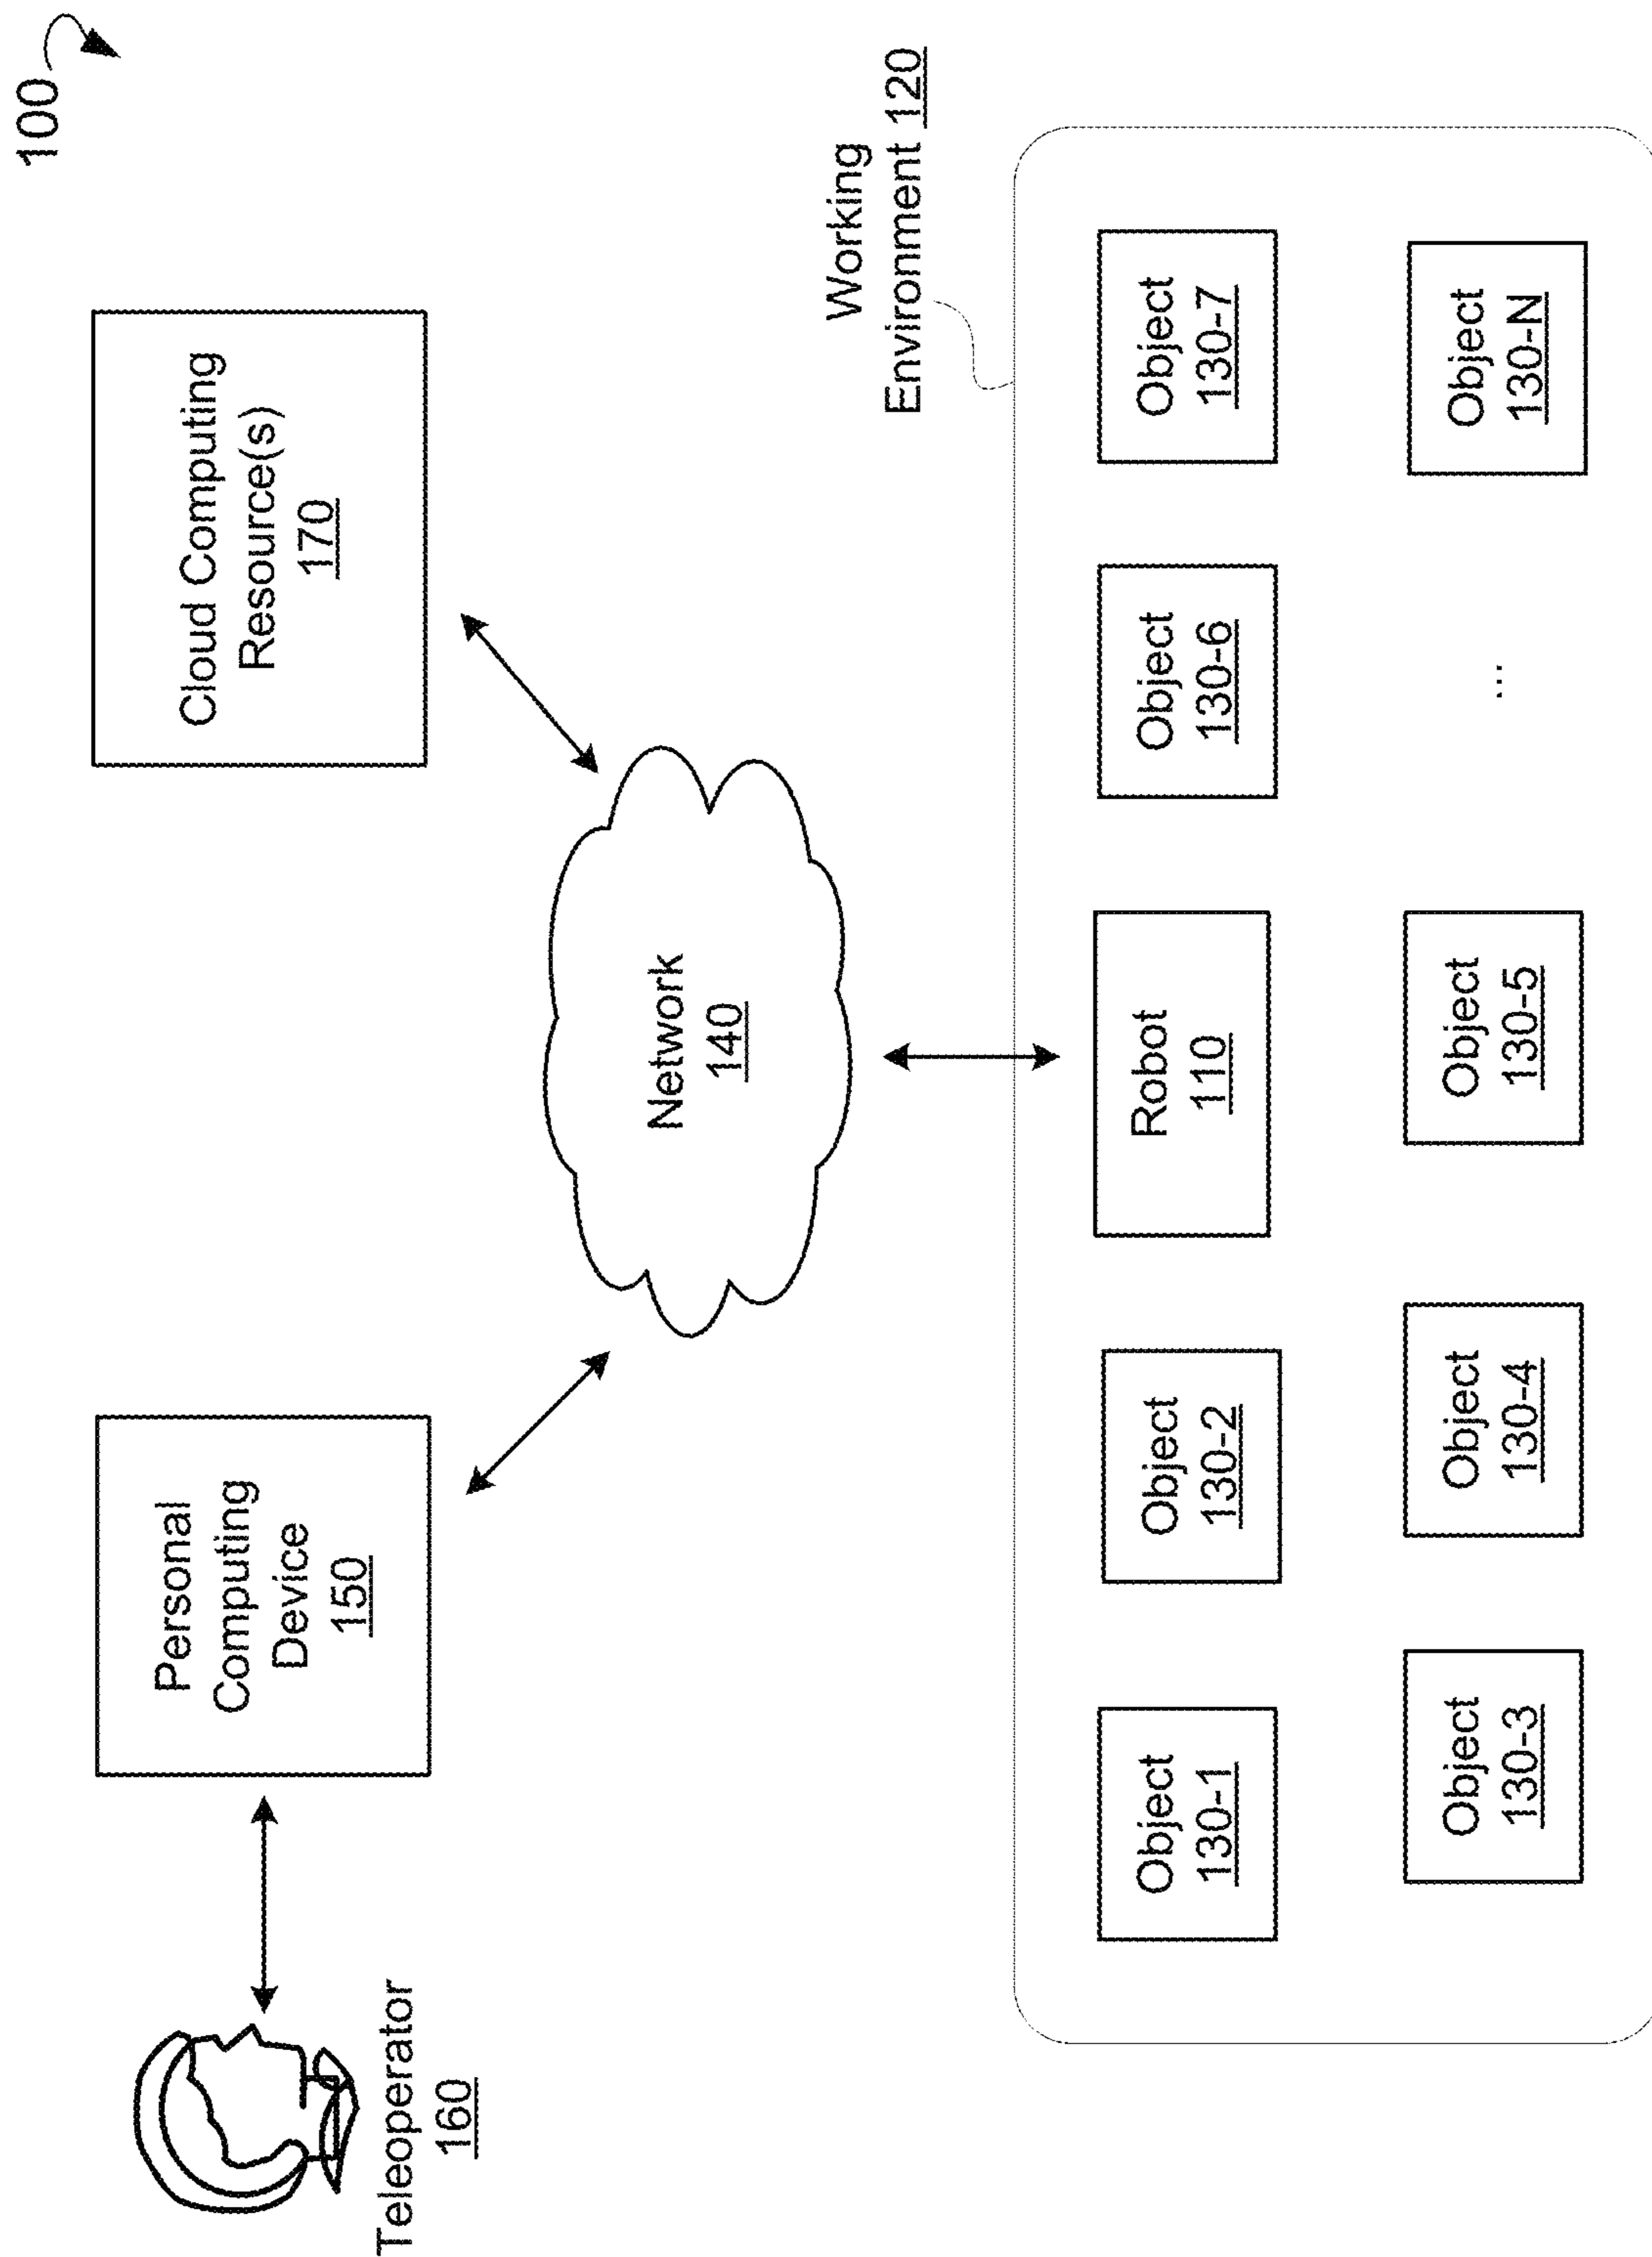 100
Teleoperator
160
Personal
Computing
Device
150
Cloud Computing
Resource(s)
170
Network
140
Working
Environment 120
Object
130-1
Object
130-2
Robot
110
Object
130-6
Object
130-7
Object
130-3
Object
130-4
Object
130-5
...
Object
130-N